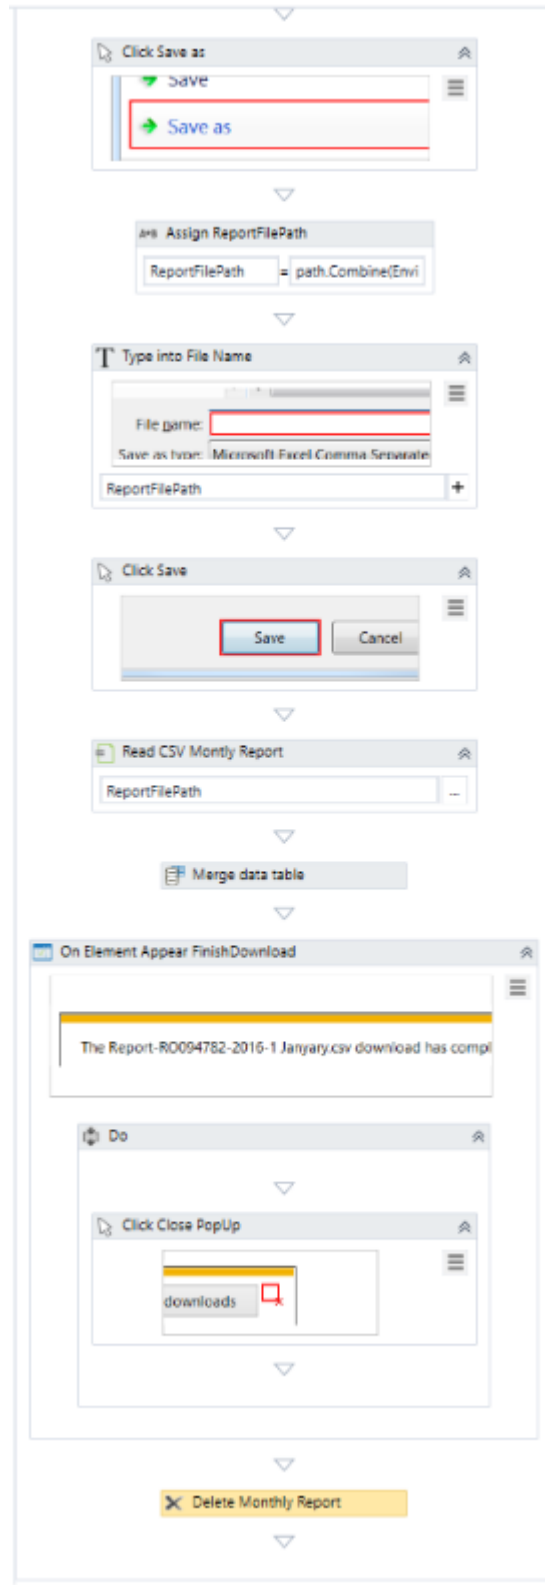 Click Save as
Save
Save as
A+B Assign ReportFilePath
ReportFilePath = path.Combine(Envi
Type into File Name
File name:
Save as type: Microsoft Excel Comma Separate
ReportFilePath +
Click Save
Save Cancel
Read CSV Montly Report
ReportFilePath ...
Merge data table
On Element Appear FinishDownload
The Report-RO094782-2016-1 Janyary.csv download has compl
Do
Click Close PopUp
downloads x
Delete Monthly Report